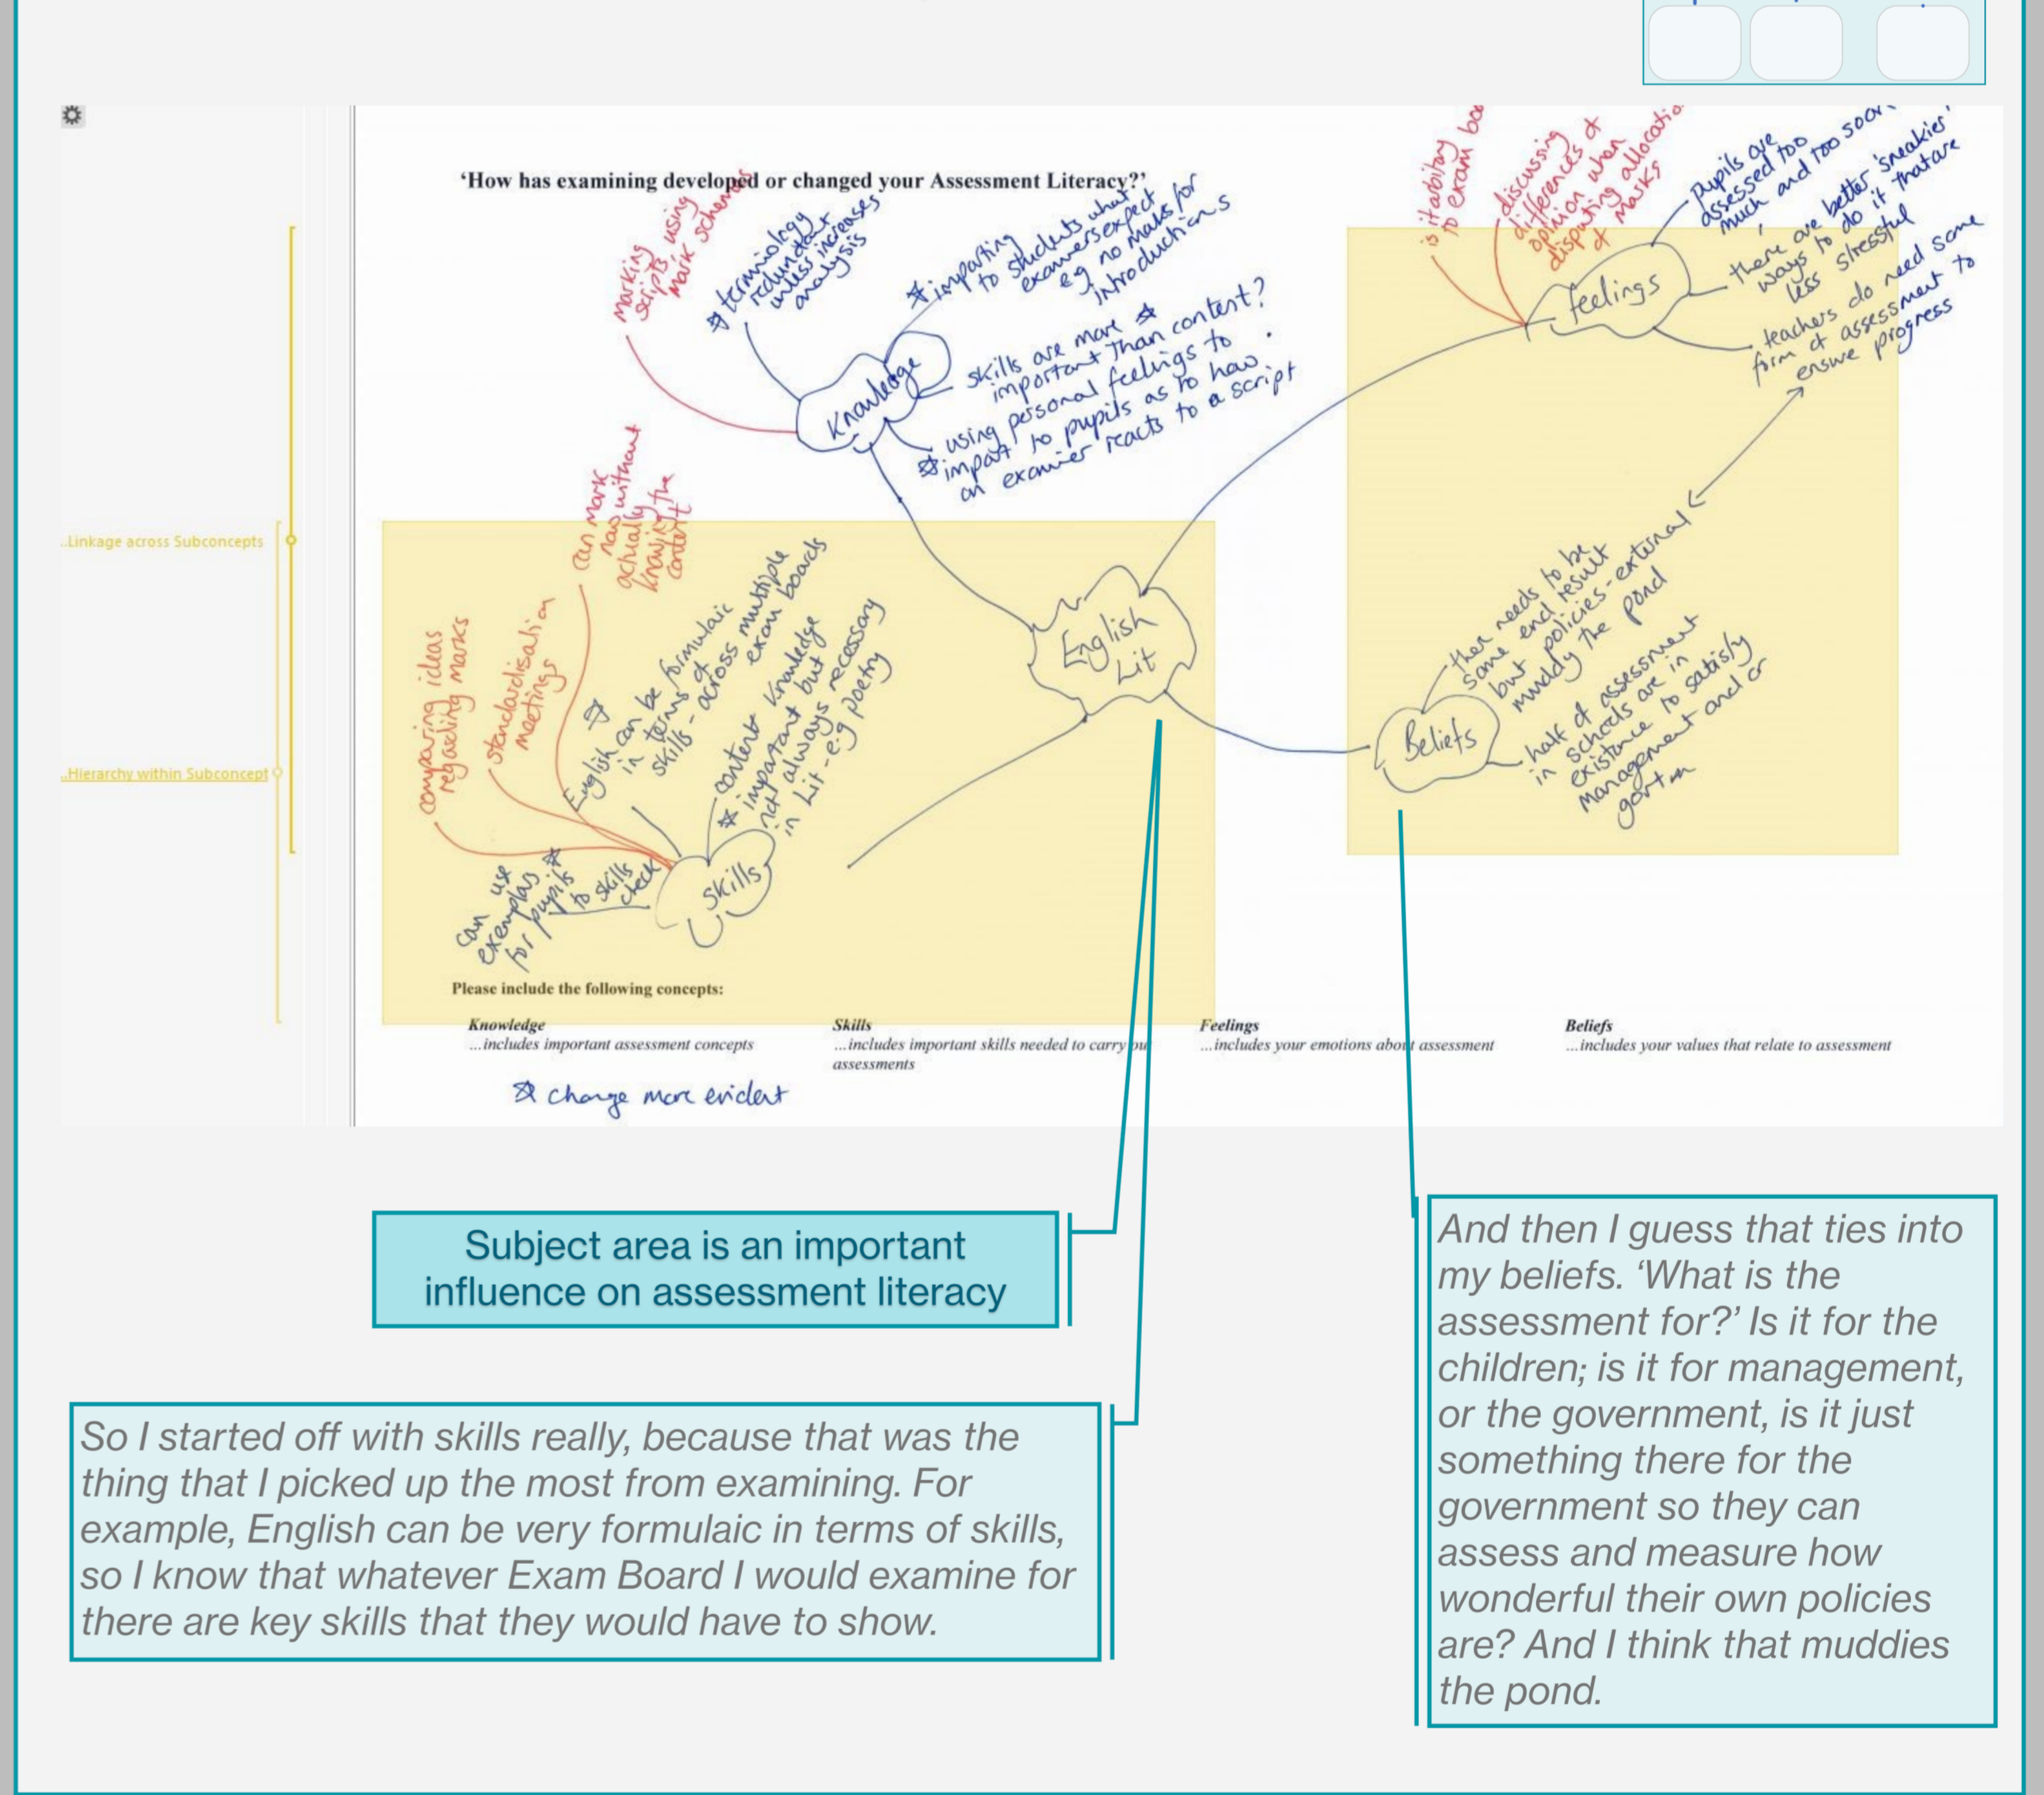 'How has examining developed or changed your Assessment Literacy?'
marking
scripts using
mark schemes
☆ terminology
redundant
unless increases
analysis
☆ imparting
to students what
examiners expect
eg no marks for
introductions
Knowledge
skills are more ☆
important than content?
using personal feelings to
☆ impart to pupils as to how
an examiner reacts to a script
is it arbitary
to exam
discussing
differences of
opinion when
disputing allocation
of marks
pupils are
assessed too
much and too soon
there are better 'sneakies'
ways to do it that are
less stressful
feelings
teachers do need some
form of assessment to
ensure progress
..Linkage across Subconcepts
..Hierarchy within Subconcept
can mark
now without
actually
knowing the
content
comparing ideas
regarding marks
standardisation
meetings
☆
English can be formulaic
in terms of
skills - across multiple
exam boards
content knowledge
☆ important but
not always necessary
in Lit - e.g poetry
can use
exemplars ☆
for pupils
to skills
check
skills
English
Lit
Beliefs
there needs to be
same end result
but policies - external
muddy the pond
half of assessment
in schools are in
existence to satisfy
management and or
Please include the following concepts:
Knowledge
...includes important assessment concepts
Skills
...includes important skills needed to carry out
assessments
Feelings
...includes your emotions about assessment
Beliefs
...includes your values that relate to assessment
☆ change more evident
Subject area is an important
influence on assessment literacy
So I started off with skills really, because that was the
thing that I picked up the most from examining. For
example, English can be very formulaic in terms of skills,
so I know that whatever Exam Board I would examine for
there are key skills that they would have to show.
And then I guess that ties into
my beliefs. 'What is the
assessment for?' Is it for the
children; is it for management,
or the government, is it just
something there for the
government so they can
assess and measure how
wonderful their own policies
are? And I think that muddies
the pond.